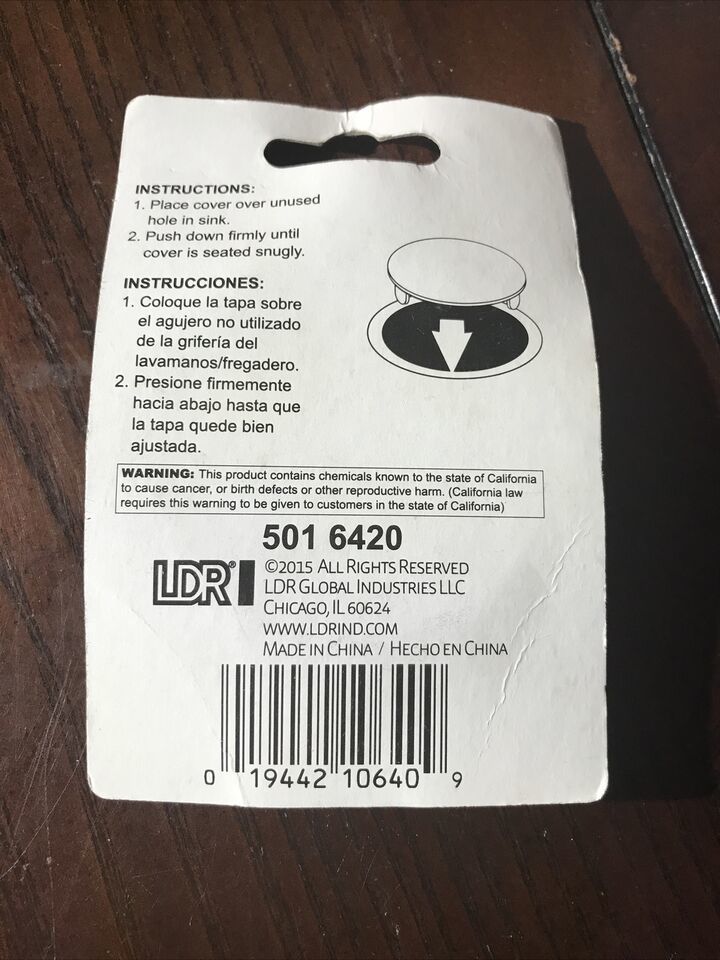 INSTRUCTIONS:
1. Place cover over unused
hole in sink.
2. Push down firmly until
cover is seated snugly.
INSTRUCCIONES:
1. Coloque la tapa sobre
el agujero no utilizado
de la grifería del
lavamanos/fregadero.
2. Presione firmemente
hacia abajo hasta que
la tapa quede bien
ajustada.
WARNING: This product contains chemicals known to the state of California
to cause cancer, or birth defects or other reproductive harm. (California law
requires this warning to be given to customers in the state of California)
501 6420
LDR®
©2015 ALL RIGHTS RESERVED
LDR GLOBAL INDUSTRIES LLC
CHICAGO, IL 60624
WWW.LDRIND.COM
MADE IN CHINA / HECHO EN CHINA
0 19442 10640 9